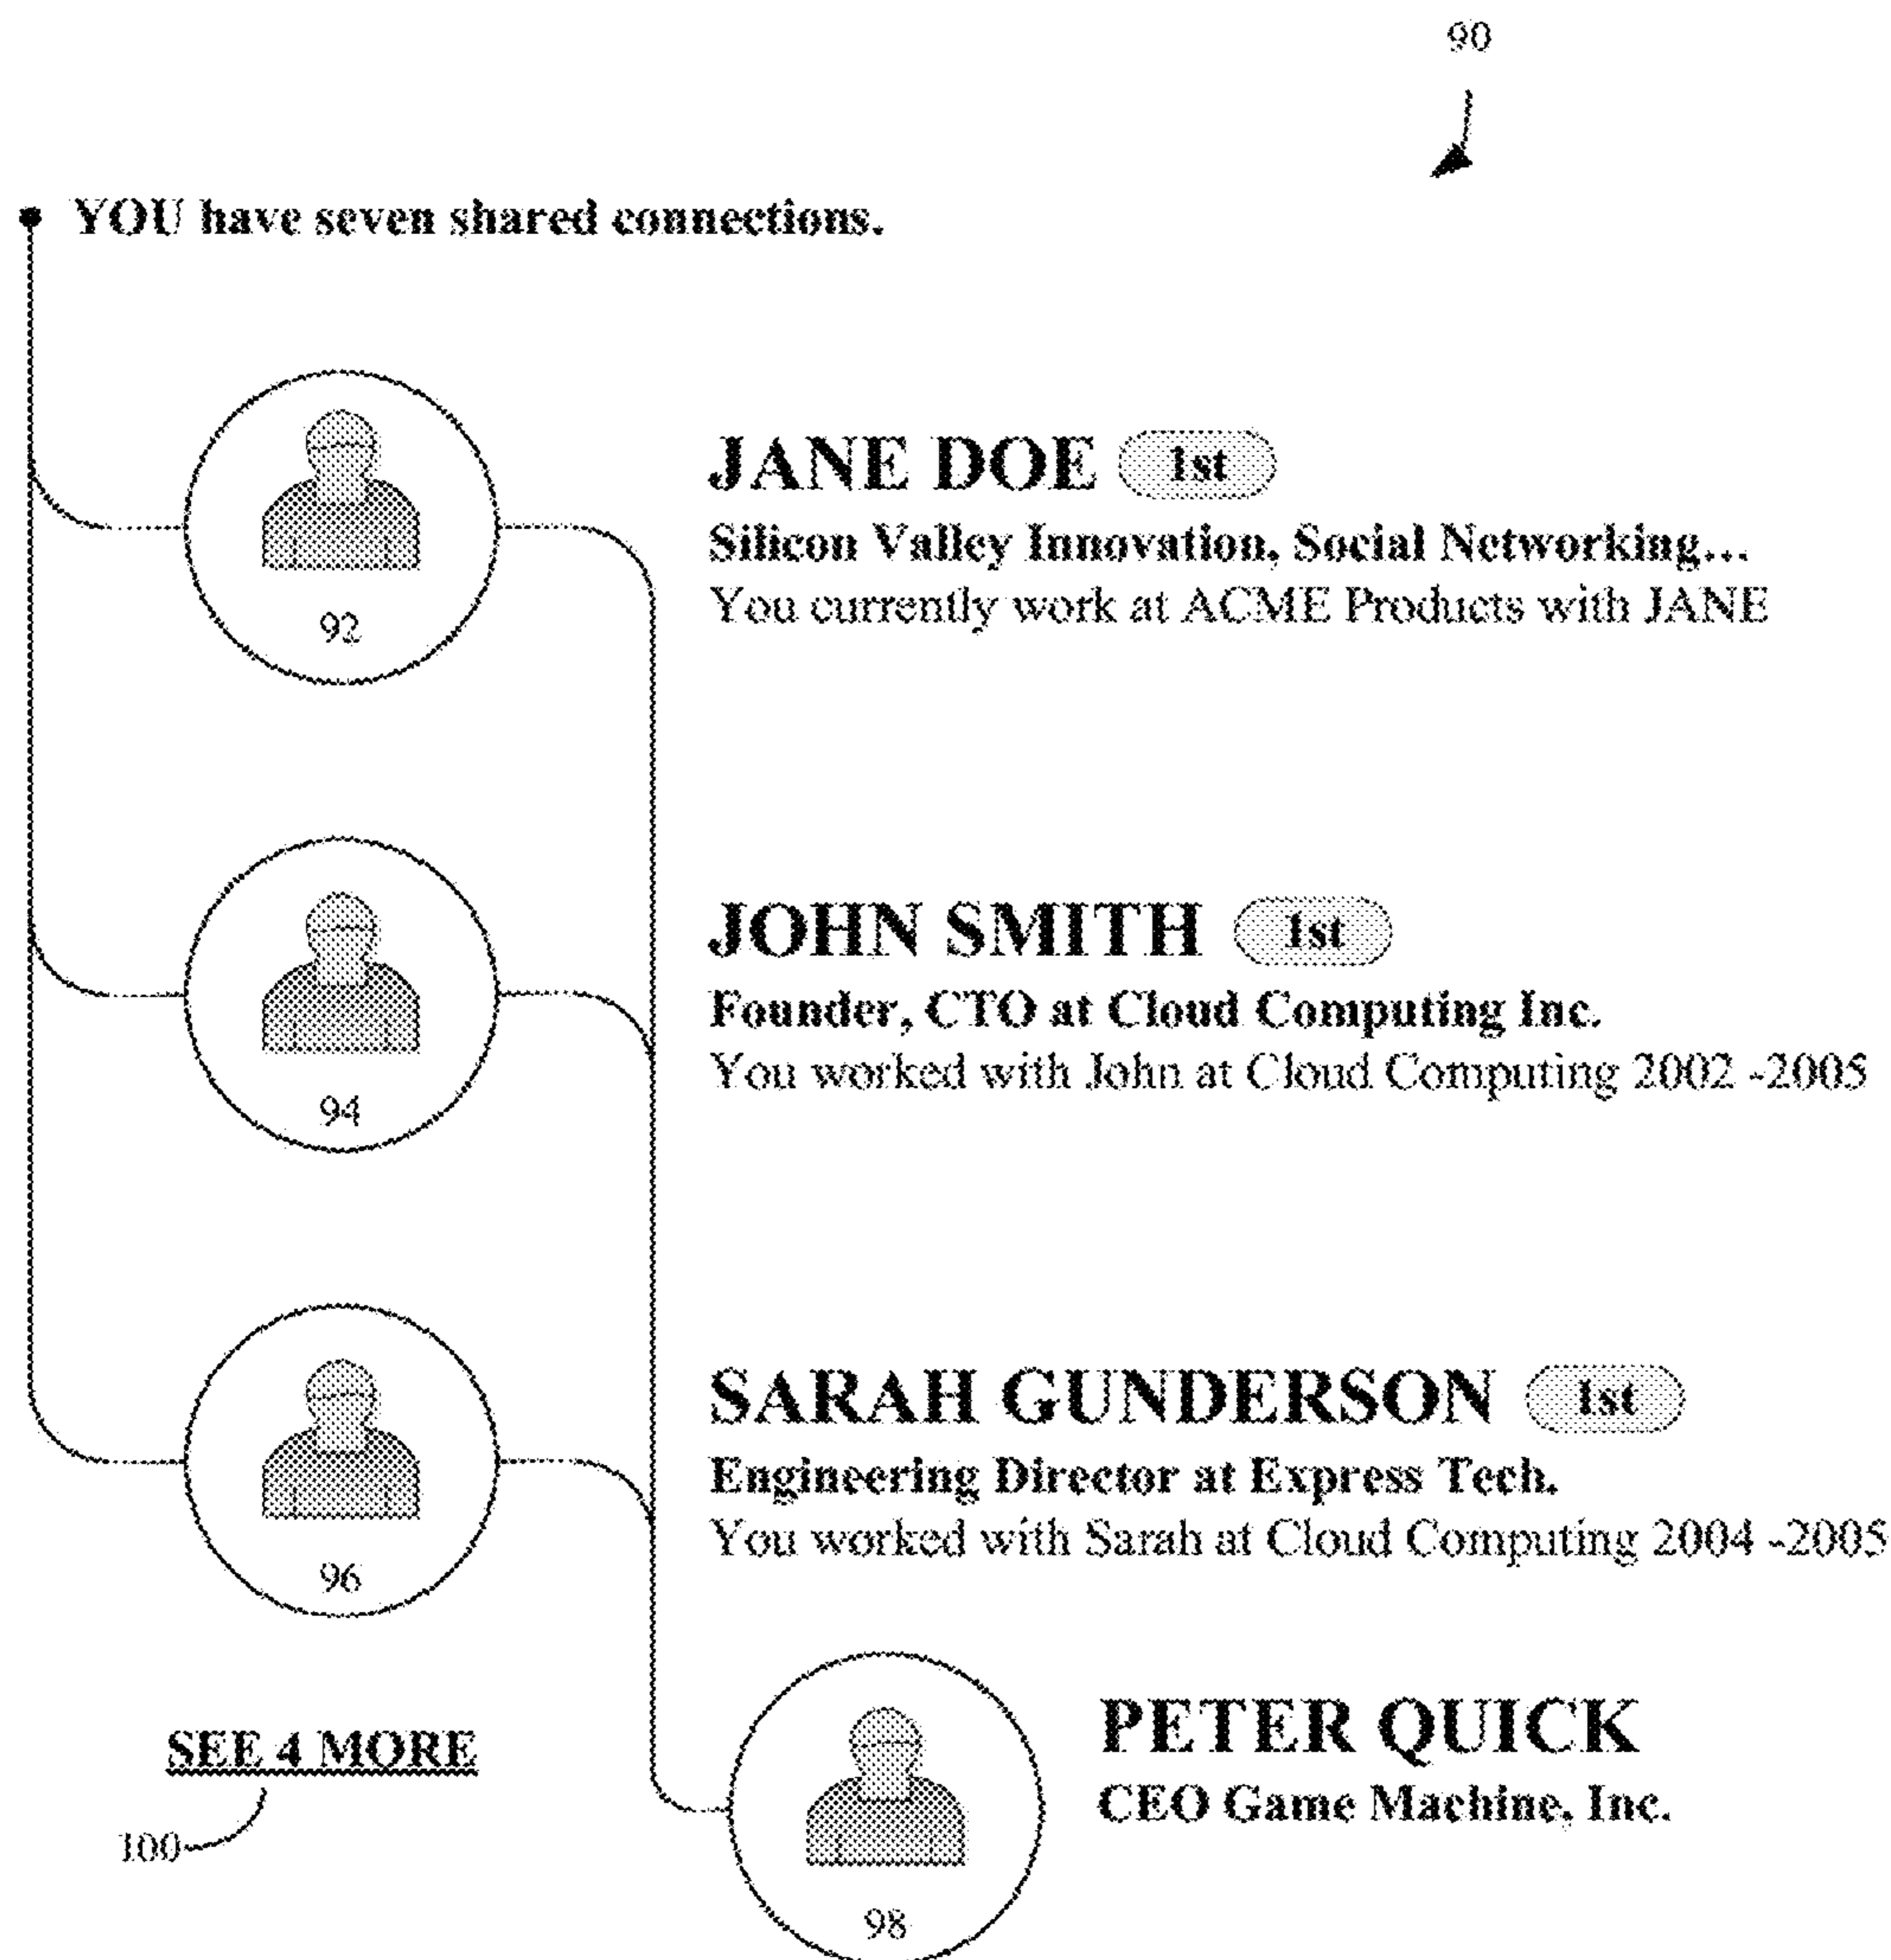 90
YOU have seven shared connections.
JANE DOE 1st
Silicon Valley Innovation, Social Networking...
You currently work at ACME Products with JANE
92
JOHN SMITH 1st
Founder, CTO at Cloud Computing Inc.
You worked with John at Cloud Computing 2002 -2005
94
SARAH GUNDERSON 1st
Engineering Director at Express Tech.
You worked with Sarah at Cloud Computing 2004 -2005
96
SEE 4 MORE
100
PETER QUICK
CEO Game Machine, Inc.
98